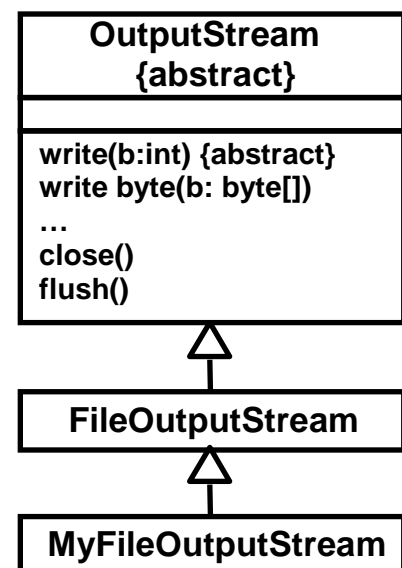 OutputStream
{abstract}
write(b:int) {abstract}
write byte(b: byte[])
…
close()
flush()
FileOutputStream
MyFileOutputStream